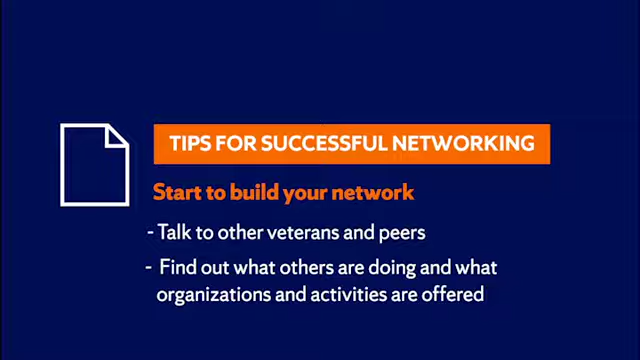 TIPS FOR SUCCESSFUL NETWORKING
Start to build your network
- Talk to other veterans and peers
- Find out what others are doing and what
organizations and activities are offered